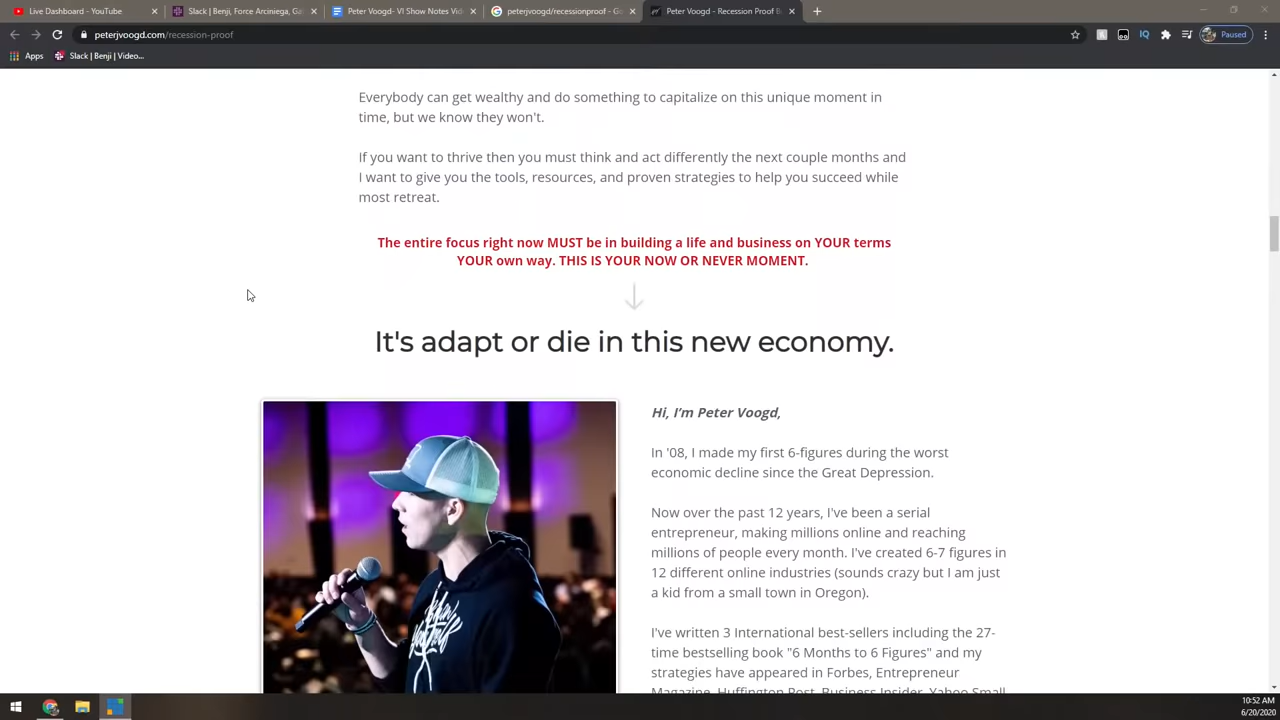 Live Dashboard - YouTube
Slack | Benji, Force Arciniega, Ga
Peter Voogd- VI Show Notes Vid
peterjvoogd/recessionproof - G
Peter Voogd - Recession Proof B
peterjvoogd.com/recession-proof
Paused
Apps
Slack | Benji | Video...
Everybody can get wealthy and do something to capitalize on this unique moment in
time, but we know they won't.
If you want to thrive then you must think and act differently the next couple months and
I want to give you the tools, resources, and proven strategies to help you succeed while
most retreat.
The entire focus right now MUST be in building a life and business on YOUR terms
YOUR own way. THIS IS YOUR NOW OR NEVER MOMENT.
It's adapt or die in this new economy.
Hi, I'm Peter Voogd,
In '08, I made my first 6-figures during the worst
economic decline since the Great Depression.
Now over the past 12 years, I've been a serial
entrepreneur, making millions online and reaching
millions of people every month. I've created 6-7 figures in
12 different online industries (sounds crazy but I am just
a kid from a small town in Oregon).
I've written 3 International best-sellers including the 27-
time bestselling book "6 Months to 6 Figures" and my
strategies have appeared in Forbes, Entrepreneur
Magazine, Huffington Post, Business Insider, Yahoo Small
10:52 AM
6/20/2020